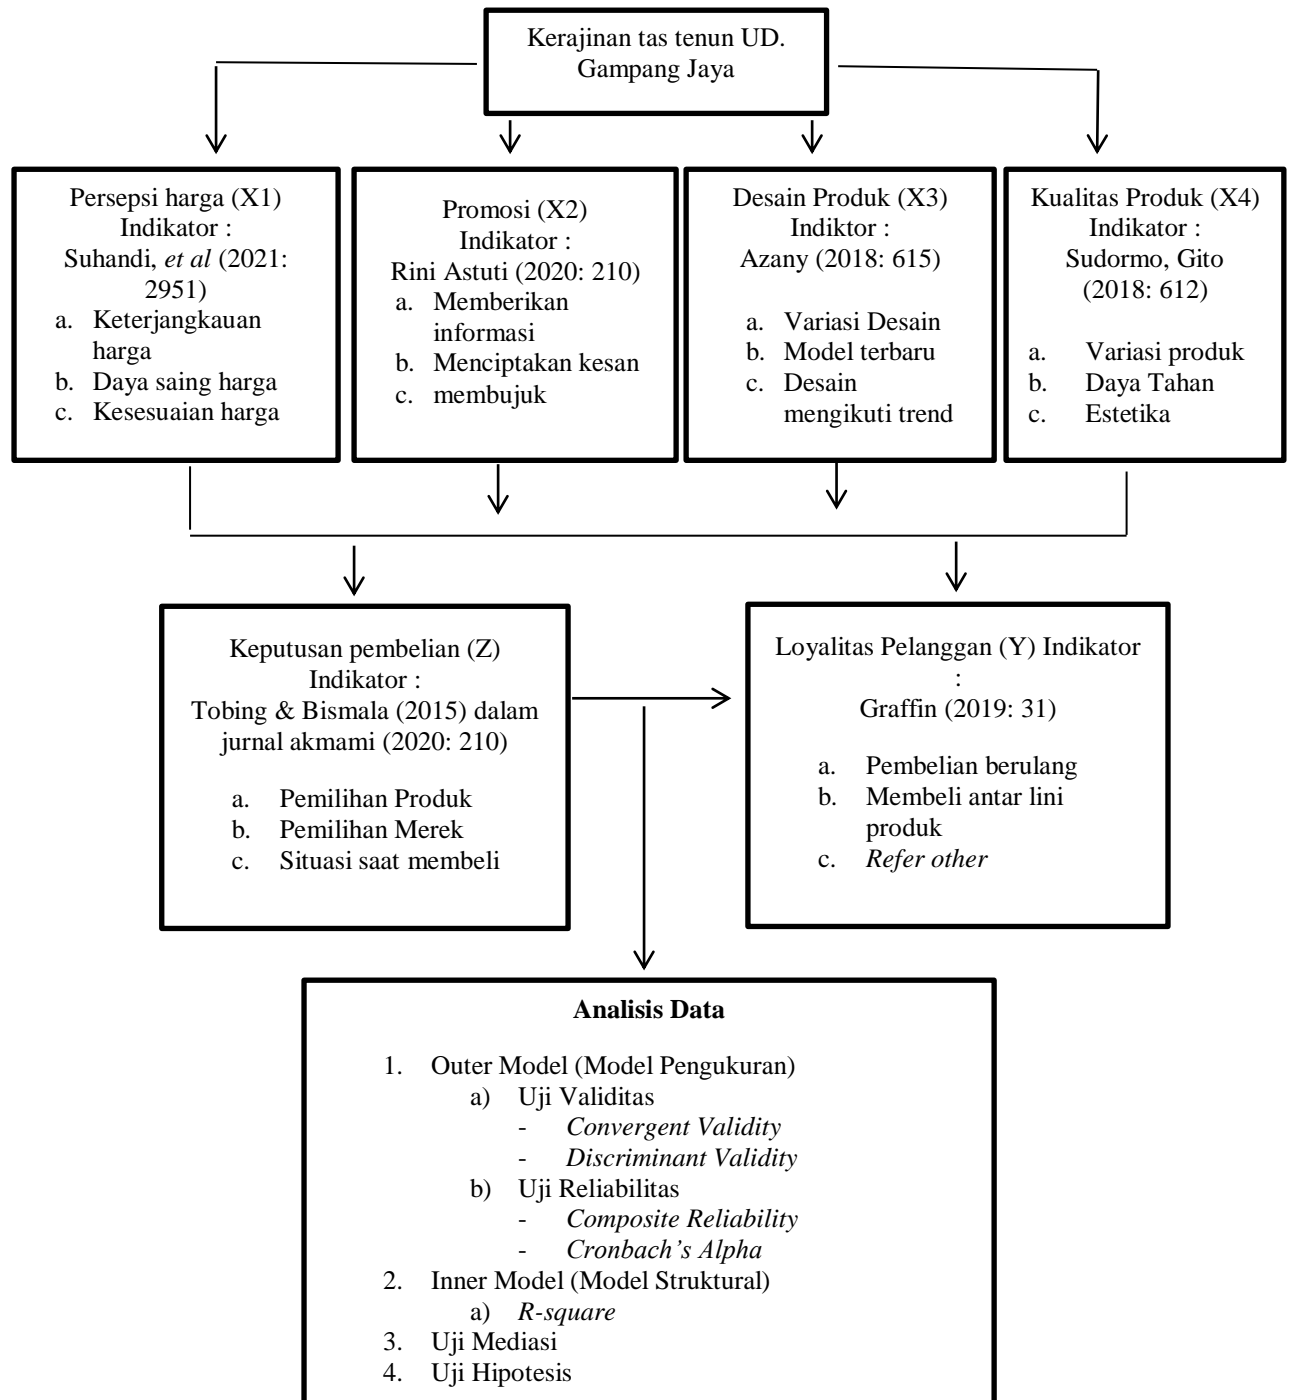 Kerajinan tas tenun UD.
Gampang Jaya
Persepsi harga (X1)
Indikator :
Suhandi, et al (2021:
2951)
a. Keterjangkauan
harga
b. Daya saing harga
c. Kesesuaian harga
Promosi (X2)
Indikator :
Rini Astuti (2020: 210)
a. Memberikan
informasi
b. Menciptakan kesan
c. membujuk
Desain Produk (X3)
Indiktor :
Azany (2018: 615)
a. Variasi Desain
b. Model terbaru
c. Desain
mengikuti trend
Kualitas Produk (X4)
Indikator :
Sudormo, Gito
(2018: 612)
a. Variasi produk
b. Daya Tahan
c. Estetika
Keputusan pembelian (Z)
Indikator :
Tobing & Bismala (2015) dalam
jurnal akmami (2020: 210)
a. Pemilihan Produk
b. Pemilihan Merek
c. Situasi saat membeli
Loyalitas Pelanggan (Y) Indikator
:
Graffin (2019: 31)
a. Pembelian berulang
b. Membeli antar lini
produk
c. Refer other
Analisis Data
1. Outer Model (Model Pengukuran)
a) Uji Validitas
- Convergent Validity
- Discriminant Validity
b) Uji Reliabilitas
- Composite Reliability
- Cronbach’s Alpha
2. Inner Model (Model Struktural)
a) R-square
3. Uji Mediasi
4. Uji Hipotesis